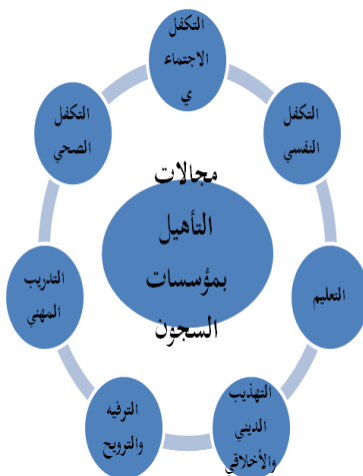 التكفل
الاجتماع
ي
التكفل
النفسي
التعليم
التهذيب
الديني
والأخلاقي
الترفيه
والترويح
التدريب
المهني
التكفل
الصحي
مجالات
التأهيل
بمؤسسات
السجون